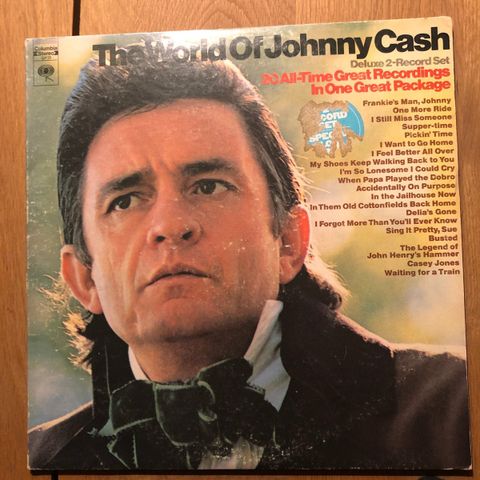 Columbia
Stereo
The World Of Johnny Cash
Deluxe 2-Record Set
20 All-Time Great Recordings
In One Great Package
Frankie's Man, Johnny
One More Ride
I Still Miss Someone
Supper-time
Pickin' Time
I Want to Go Home
I Feel Better All Over
My Shoes Keep Walking Back to You
I'm So Lonesome I Could Cry
When Papa Played the Dobro
Accidentally On Purpose
In the Jailhouse Now
In Them Old Cottonfields Back Home
Delia's Gone
I Forgot More Than You'll Ever Know
Sing It Pretty, Sue
Busted
The Legend of
John Henry's Hammer
Casey Jones
Waiting for a Train